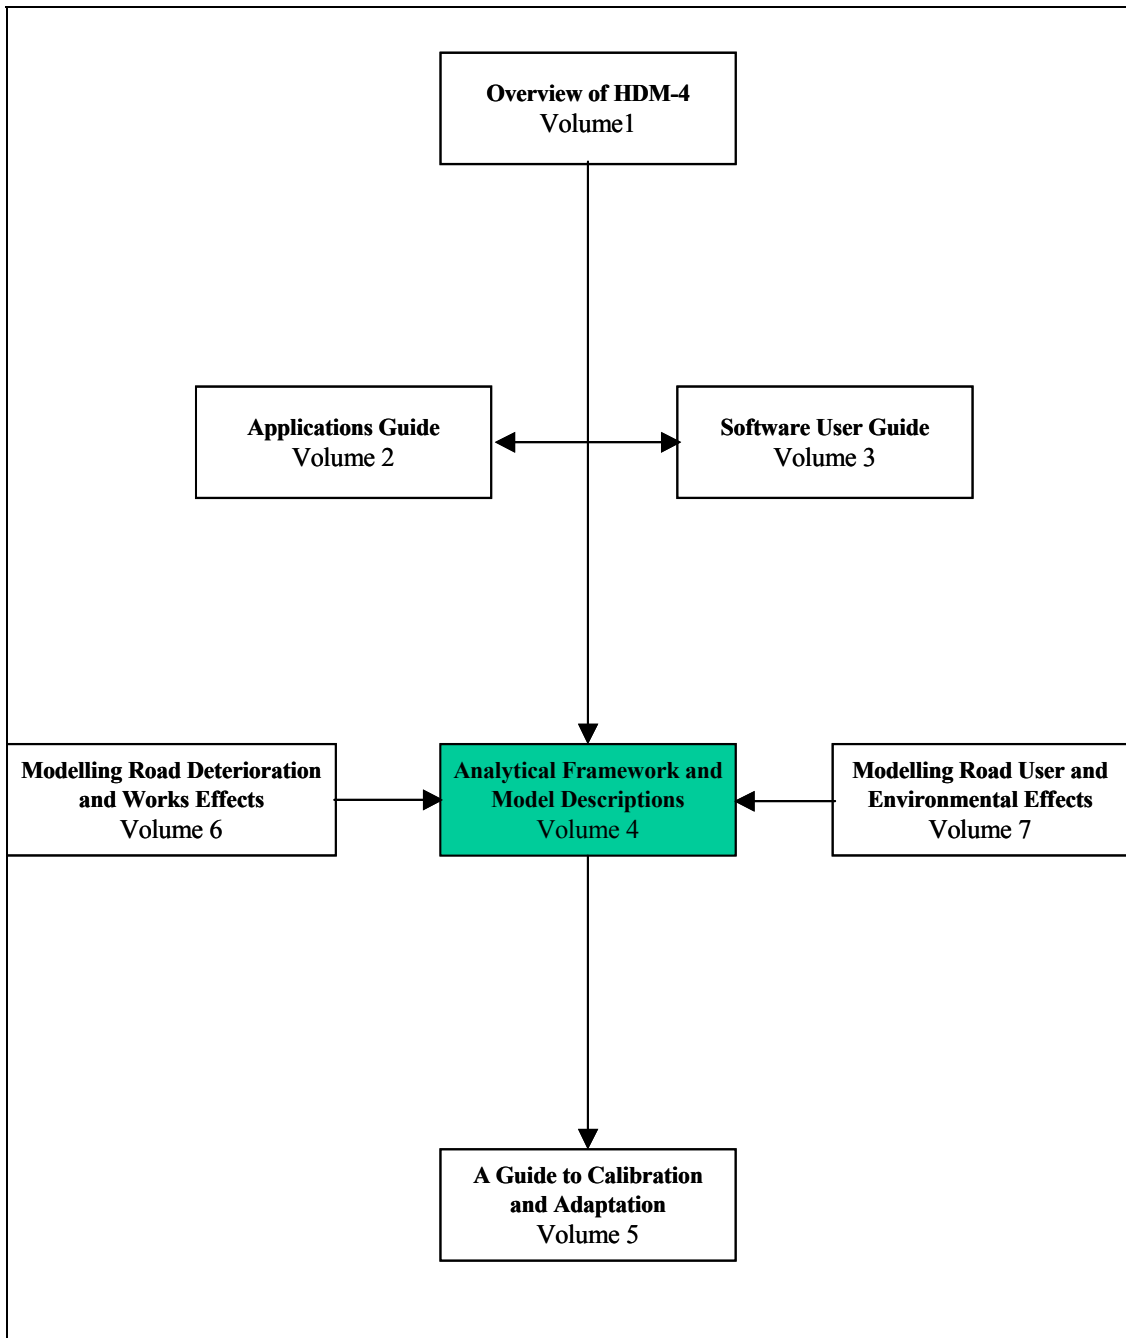 Overview of HDM-4
Volume1
Applications Guide
Volume 2
Software User Guide
Volume 3
Modelling Road Deterioration
and Works Effects
Volume 6
Analytical Framework and
Model Descriptions
Volume 4
Modelling Road User and
Environmental Effects
Volume 7
A Guide to Calibration
and Adaptation
Volume 5